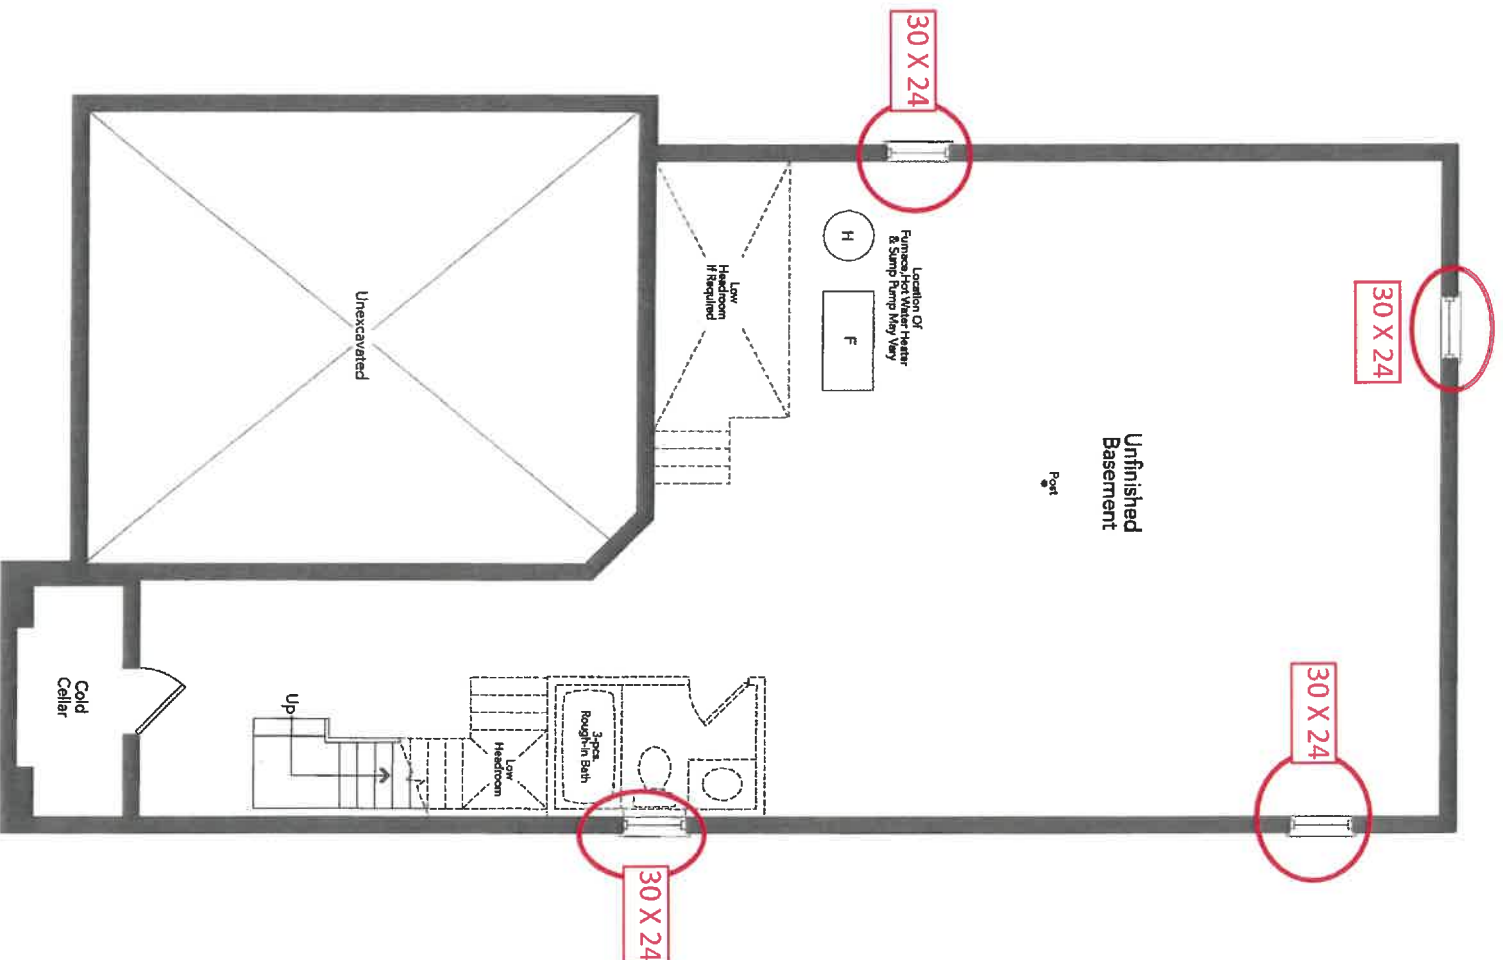 30 X 24
30 X 24
H
Location Of
Furnace,Hot Water Heater
& Sump Pump May Vary
F
Low
Headroom
If Required
Unexcavated
Unfinished
Basement
Post
30 X 24
Cold
Cellar
Up
Low
Headroom
3-pcs.
Rough-in Bath
30 X 24